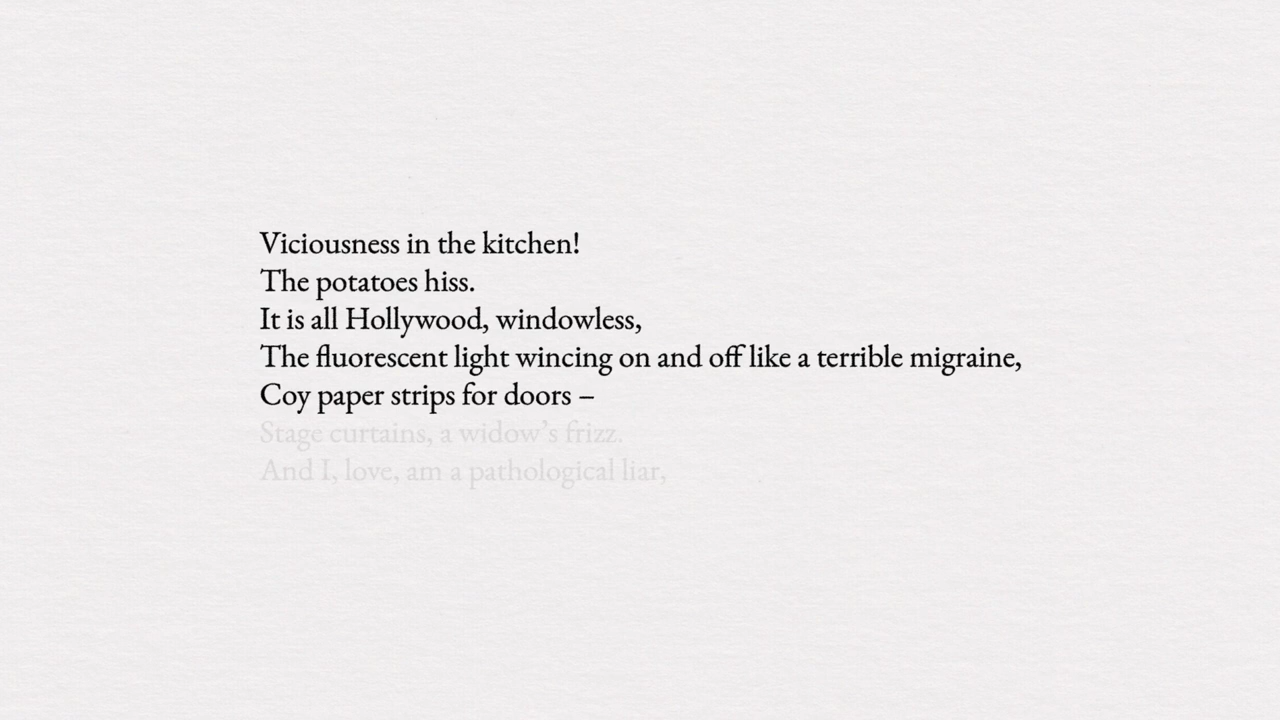 Viciousness in the kitchen!
The potatoes hiss.
It is all Hollywood, windowless,
The fluorescent light wincing on and off like a terrible migraine,
Coy paper strips for doors –
Stage curtains, a widow’s frizz.
And I, love, am a pathological liar,